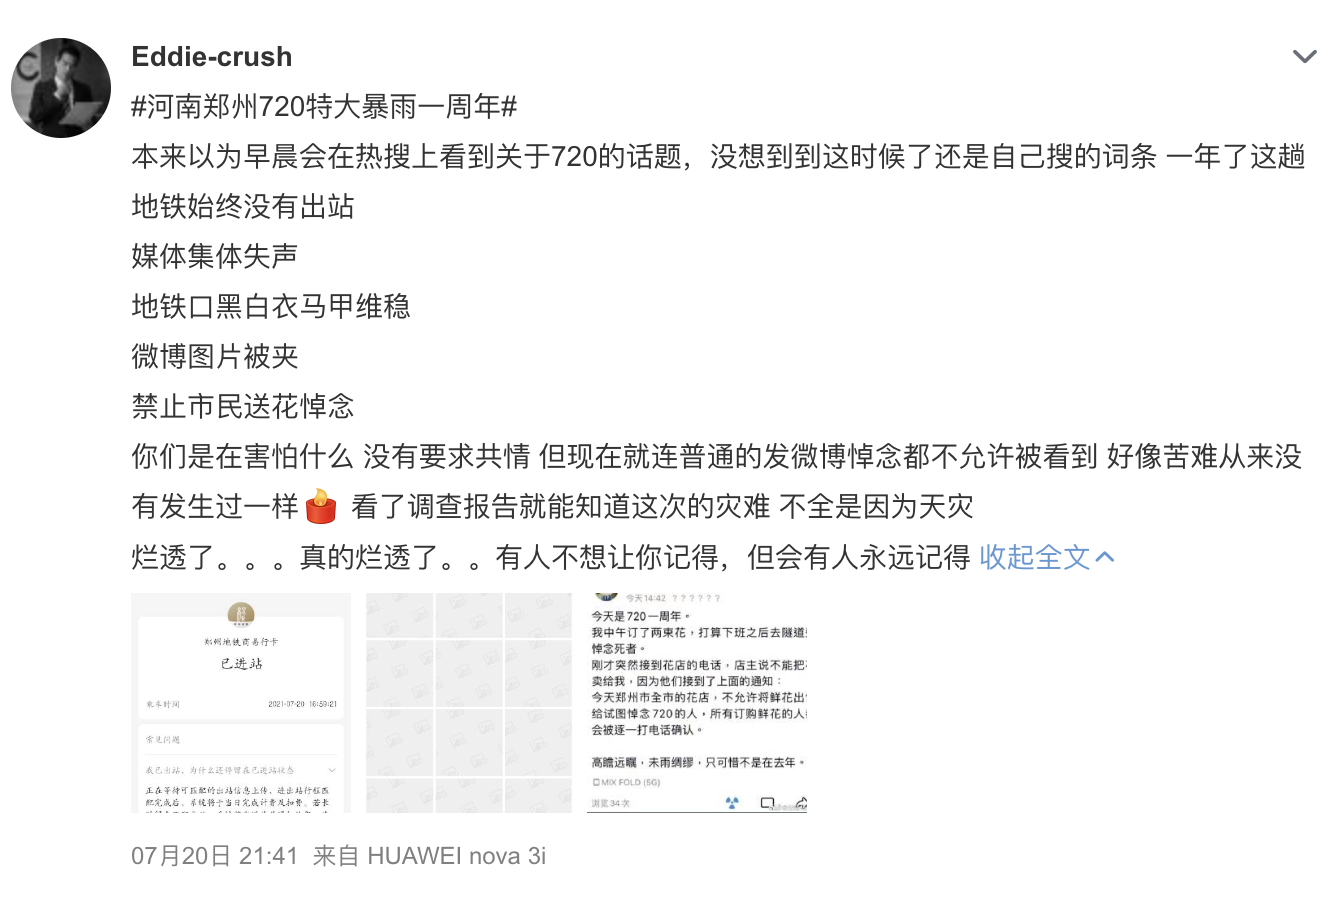 Eddie-crush
#河南郑州720特大暴雨一周年#
本来以为早晨会在热搜上看到关于720的话题，没想到到这时候了还是自己搜的词条 一年了这趟
地铁始终没有出站
媒体集体失声
地铁口黑白衣马甲维稳
微博图片被夹
禁止市民送花悼念
你们是在害怕什么 没有要求共情 但现在就连普通的发微博悼念都不允许被看到 好像苦难从来没
有发生过一样🕯️ 看了调查报告就能知道这次的灾难 不全是因为天灾
烂透了。。。真的烂透了。。有人不想让你记得，但会有人永远记得 收起全文
郑州地铁商易行卡
已进站
乘车时间 2021-07-20 16:59:21
常见问题
我已出站，为什么还停留在已进站状态
正在等待可匹配的出站信息上传，进出站行程匹
配完成后，系统将于当日完成计费及扣费。若长
今天14:42 ？？？？？？
今天是720一周年。
我中午订了两束花，打算下班之后去隧道
悼念死者。
刚才突然接到花店的电话，店主说不能把
卖给我，因为他们接到了上面的通知：
今天郑州市全市的花店，不允许将鲜花出
给试图悼念720的人，所有订购鲜花的人
会被逐一打电话确认。
高瞻远瞩，未雨绸缪，只可惜不是在去年。
MIX FOLD (5G)
浏览34次
07月20日 21:41 来自 HUAWEI nova 3i